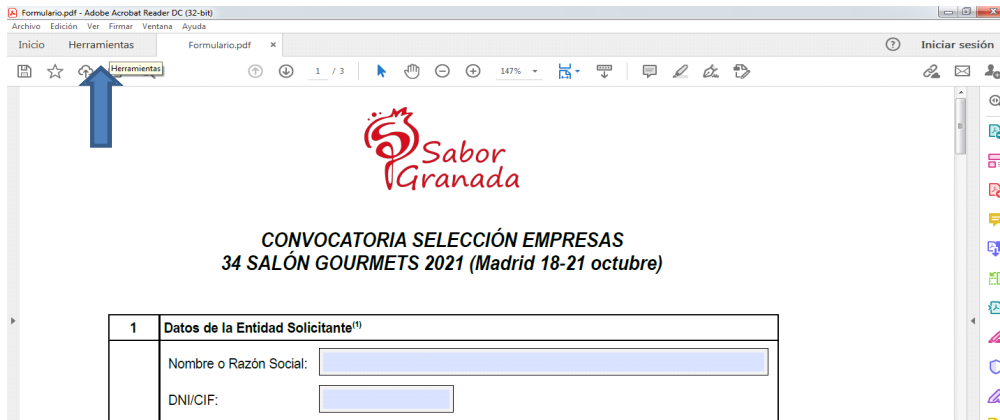 Formulario.pdf - Adobe Acrobat Reader DC (32-bit)
Archivo Edición Ver Firmar Ventana Ayuda
Inicio Herramientas Formulario.pdf × ? Iniciar sesión
Herramientas 1 / 3 147%
Sabor
Granada
CONVOCATORIA SELECCIÓN EMPRESAS
34 SALÓN GOURMETS 2021 (Madrid 18-21 octubre)
1 Datos de la Entidad Solicitante(1)
Nombre o Razón Social:
DNI/CIF: